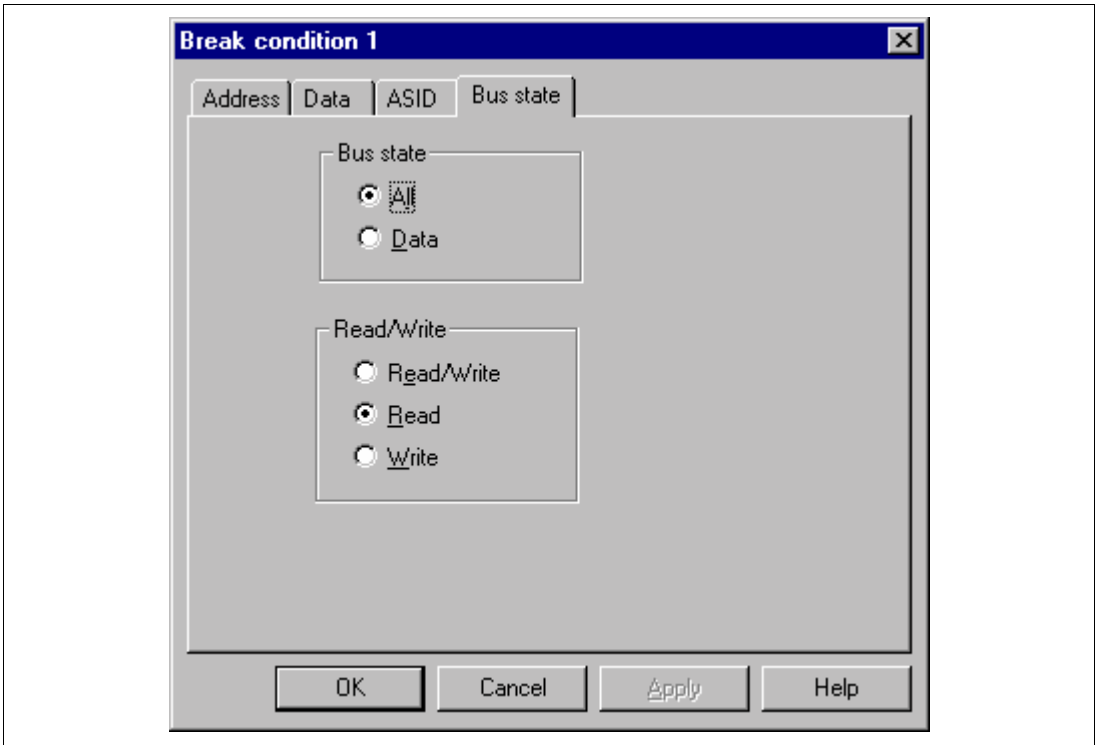 Break condition 1
Address Data ASID Bus state
Bus state
All
Data
Read/Write
Read/Write
Read
Write
OK Cancel Apply Help